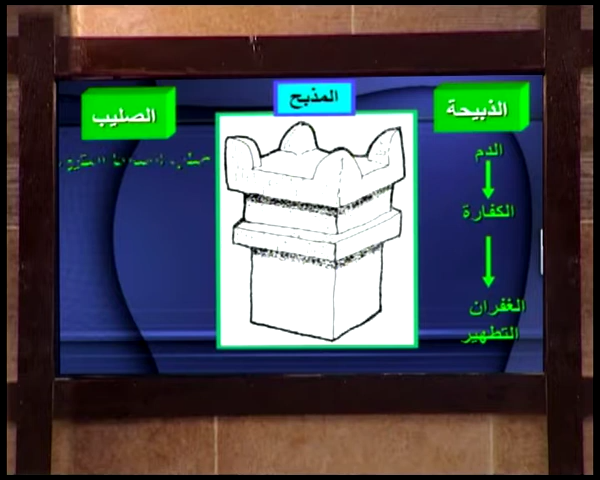 الذبيحة
الدم
الكفارة
الغفران
التطهير
المذبح
الصليب